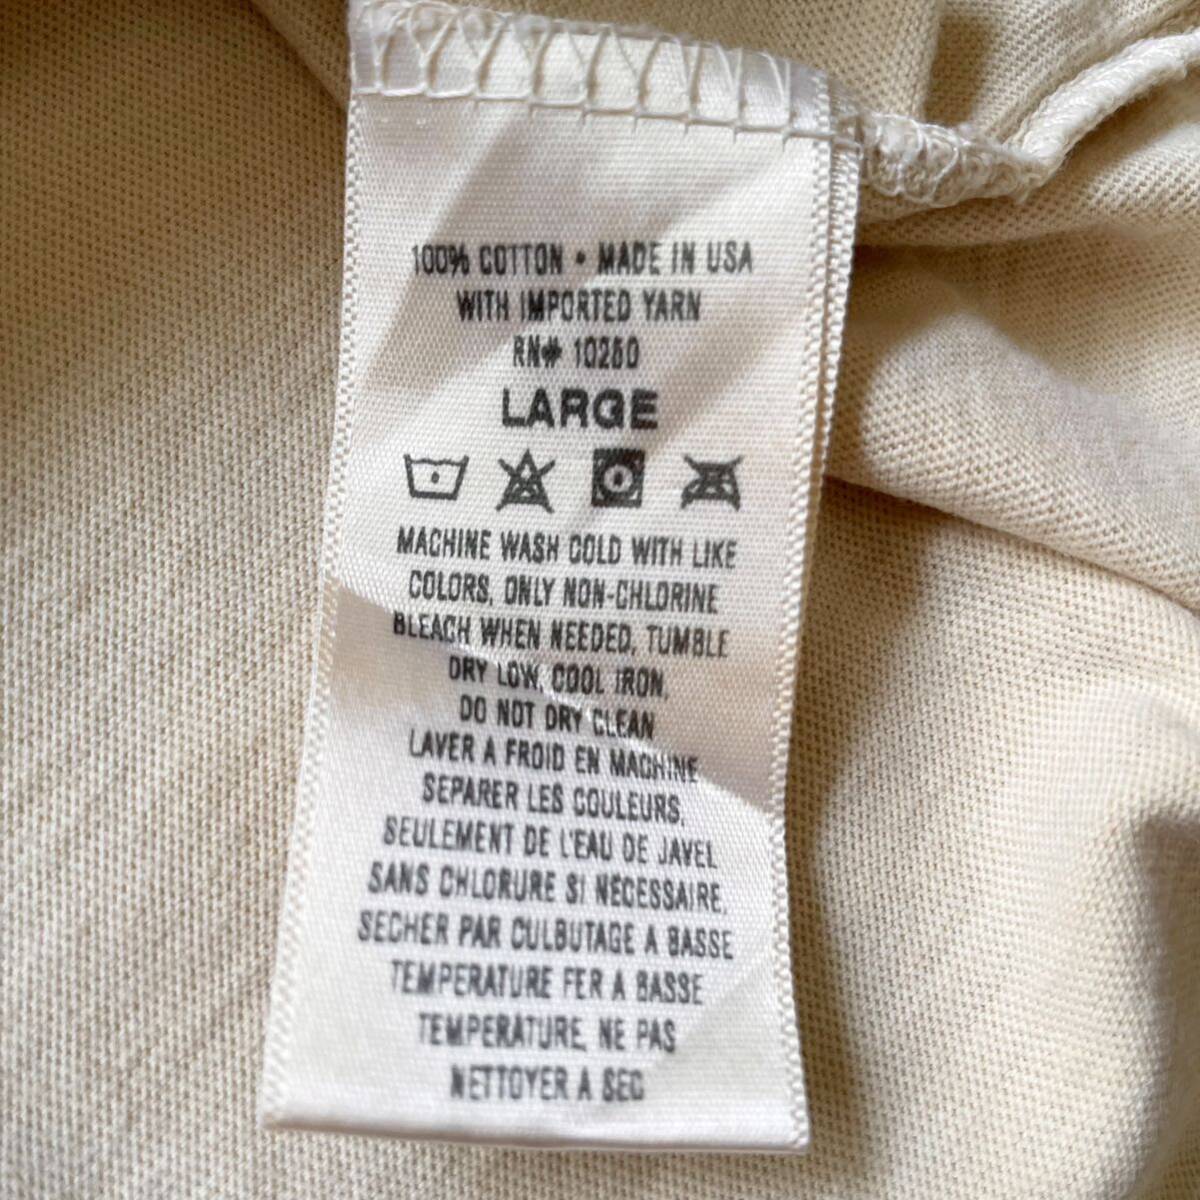 100% COTTON • MADE IN USA
WITH IMPORTED YARN
RN# 10260
LARGE
MACHINE WASH COLD WITH LIKE
COLORS, ONLY NON-CHLORINE
BLEACH WHEN NEEDED, TUMBLE
DRY LOW, COOL IRON,
DO NOT DRY CLEAN
LAVER A FROID EN MACHINE
SEPARER LES COULEURS,
SEULEMENT DE L'EAU DE JAVEL
SANS CHLORURE SI NECESSAIRE,
SECHER PAR CULBUTAGE A BASSE
TEMPERATURE FER A BASSE
TEMPERATURE, NE PAS
NETTOYER A SEC